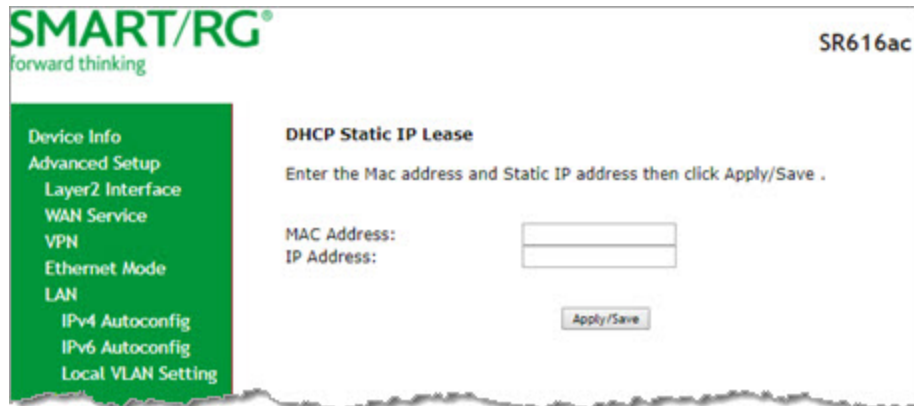 SMART/RG®
forward thinking
SR616ac
Device Info
Advanced Setup
Layer2 Interface
WAN Service
VPN
Ethernet Mode
LAN
IPv4 Autoconfig
IPv6 Autoconfig
Local VLAN Setting
DHCP Static IP Lease
Enter the Mac address and Static IP address then click Apply/Save .
MAC Address:
IP Address:
Apply/Save